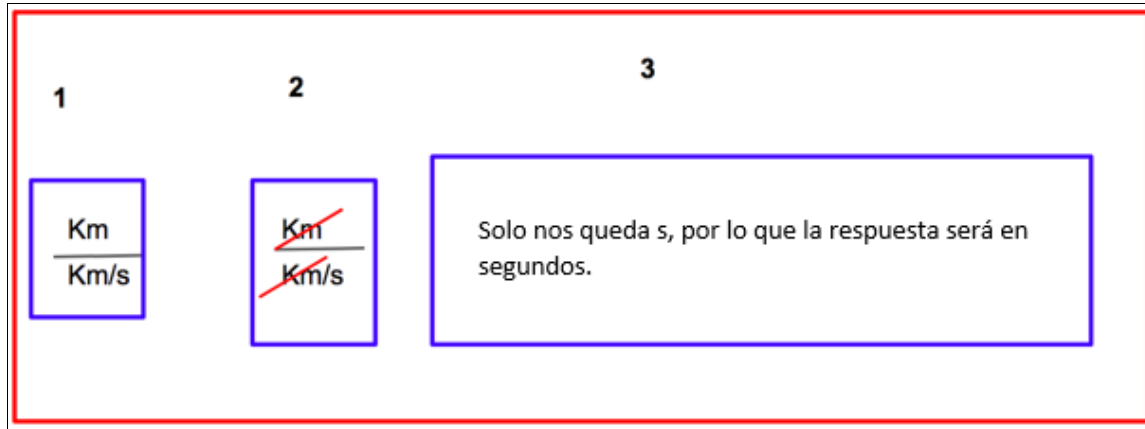 1
2
3
Km
Km/s
Km
Km/s
Solo nos queda s, por lo que la respuesta será en
segundos.